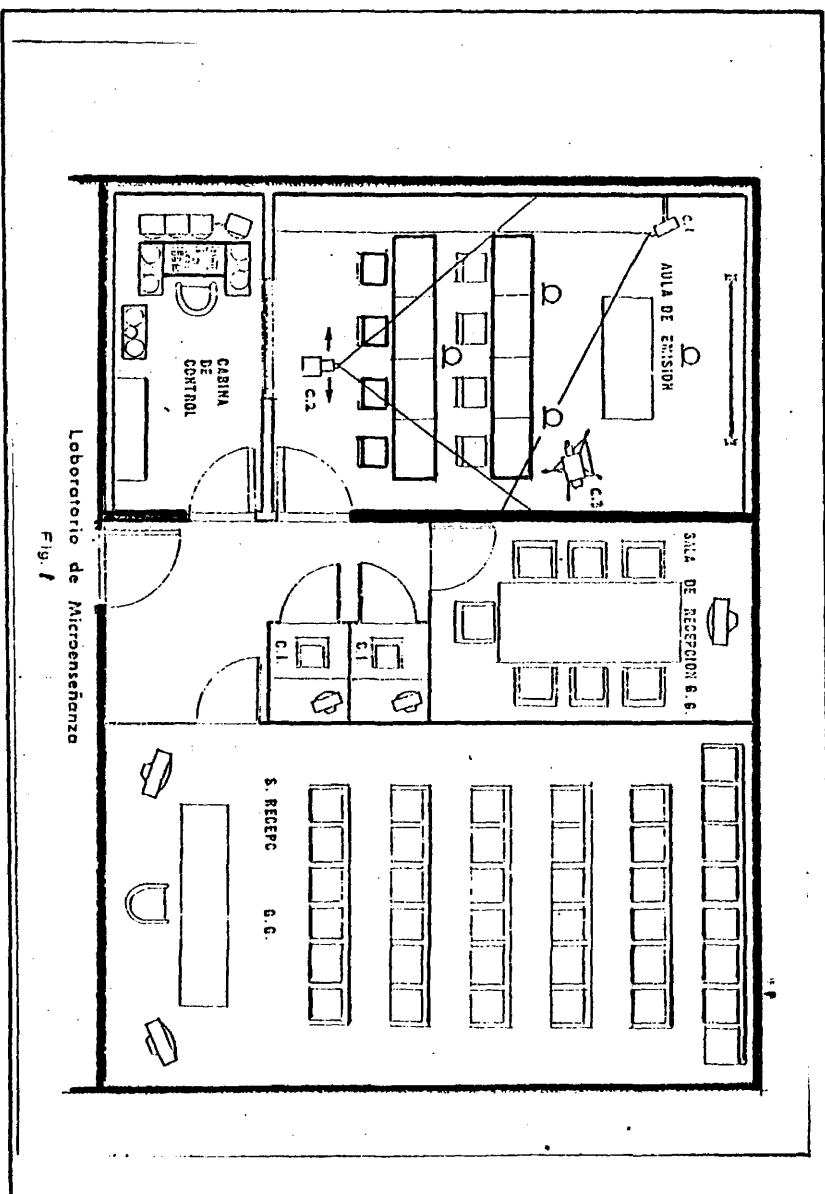 C.1
AULA DE EMISION
C.2
C.3
CABINA
DE
CONTROL
SALA DE RECEPCION G. G.
C.I.
C.I.
S. RECEPC G.G.
Laboratorio de Microenseñanza
Fig. 1